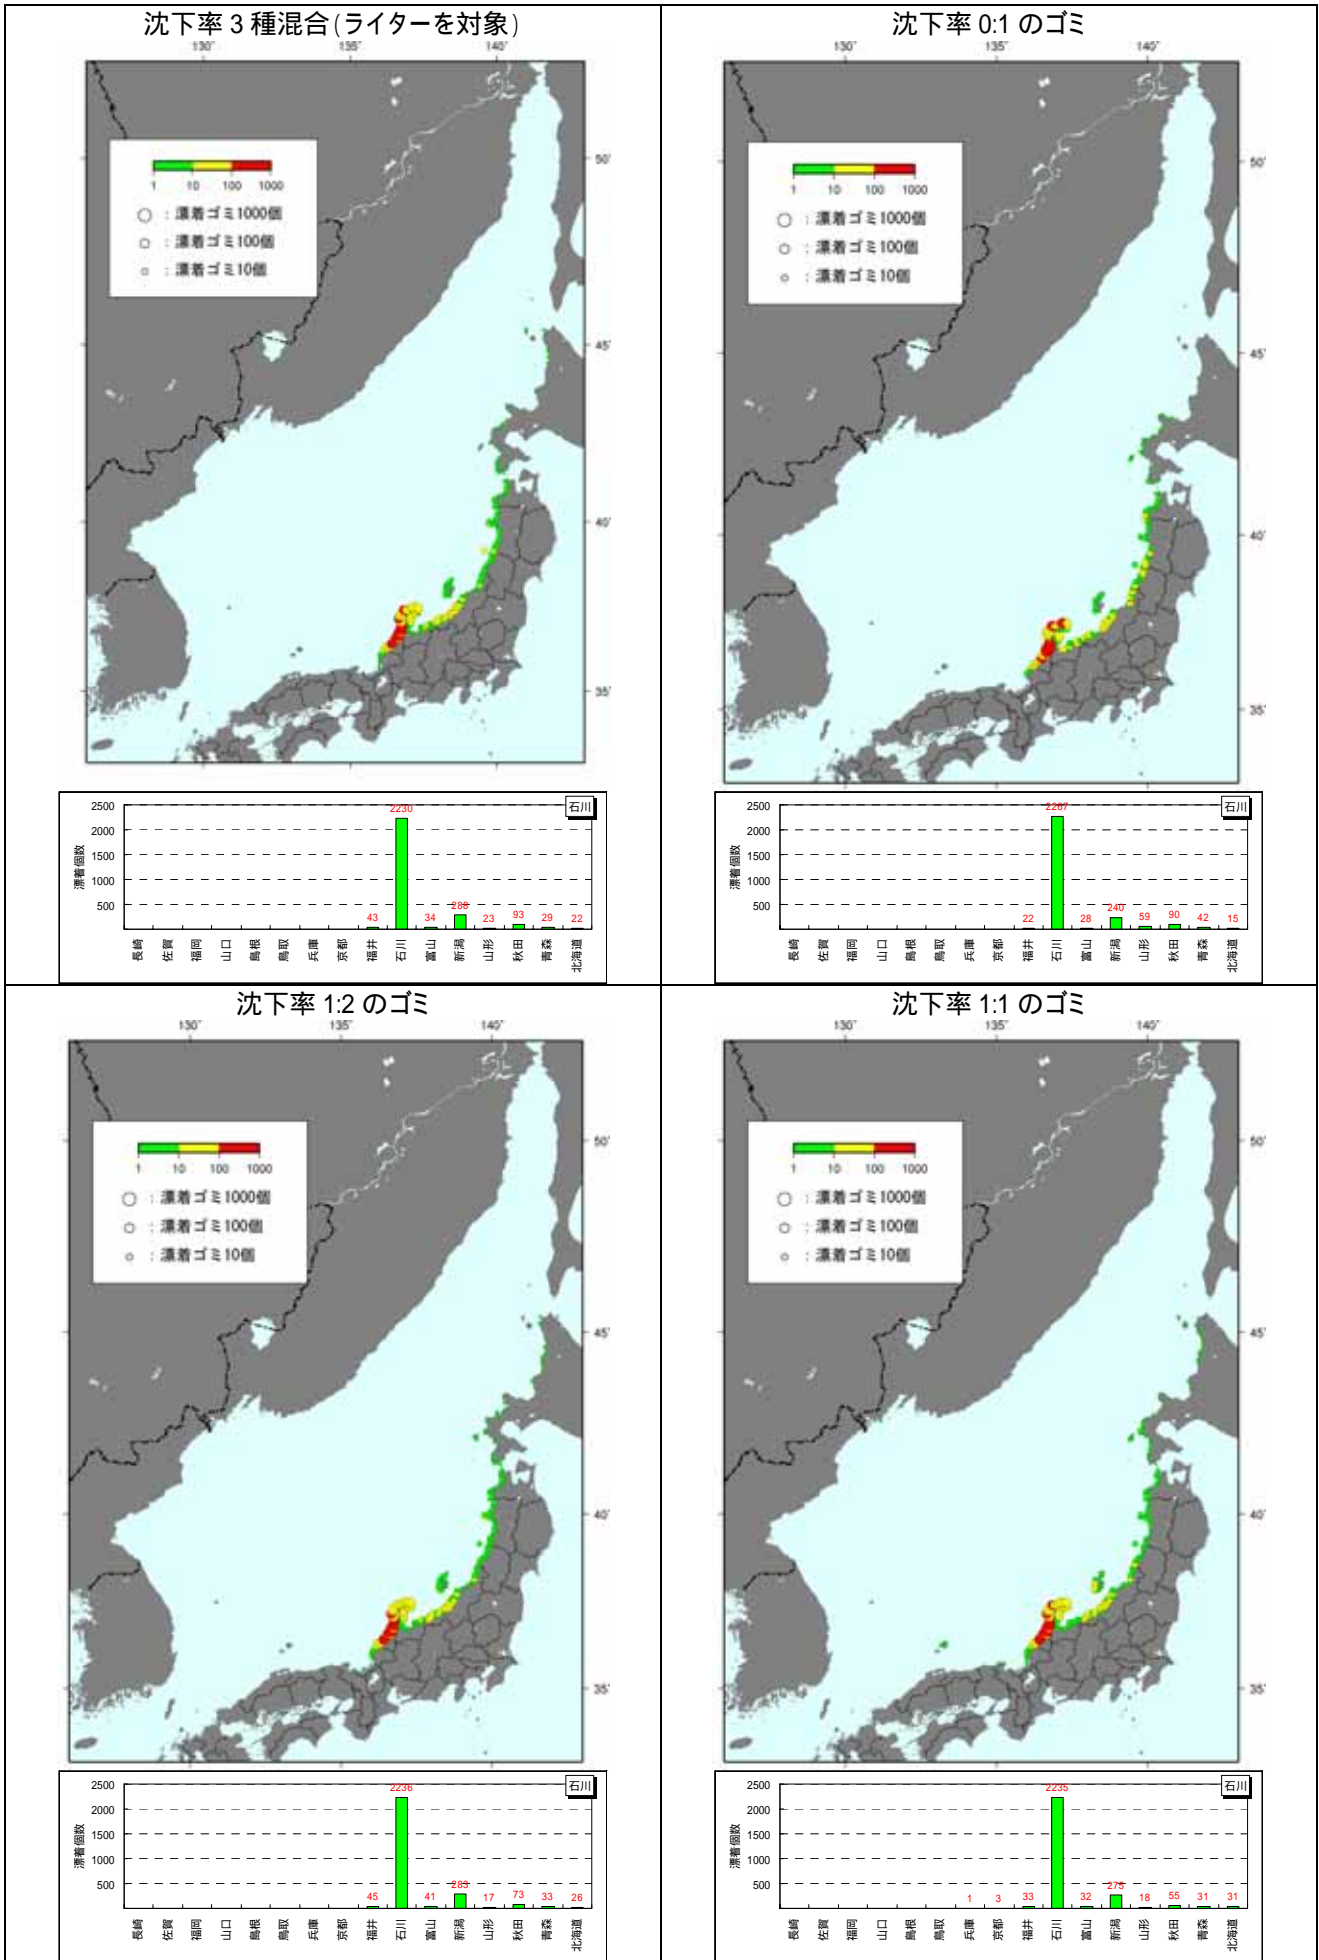 沈下率 3 種混合(ライターを対象)
130° 135° 140°
50°
45°
40°
35°
1 10 100 1000
○ : 漂着ゴミ1000個
○ : 漂着ゴミ100個
○ : 漂着ゴミ10個
石川
漂着個数
2500
2000
1500
1000
500
43 2230 34 288 23 93 29 22
長崎 佐賀 福岡 山口 島根 鳥取 兵庫 京都 福井 石川 富山 新潟 山形 秋田 青森 北海道
沈下率 0:1 のゴミ
130° 135° 140°
50°
45°
40°
35°
1 10 100 1000
○ : 漂着ゴミ1000個
○ : 漂着ゴミ100個
○ : 漂着ゴミ10個
石川
漂着個数
2500
2000
1500
1000
500
22 2267 28 240 59 90 42 15
長崎 佐賀 福岡 山口 島根 鳥取 兵庫 京都 福井 石川 富山 新潟 山形 秋田 青森 北海道
沈下率 1:2 のゴミ
130° 135° 140°
50°
45°
40°
35°
1 10 100 1000
○ : 漂着ゴミ1000個
○ : 漂着ゴミ100個
○ : 漂着ゴミ10個
石川
漂着個数
2500
2000
1500
1000
500
45 2236 41 283 17 73 33 26
長崎 佐賀 福岡 山口 島根 鳥取 兵庫 京都 福井 石川 富山 新潟 山形 秋田 青森 北海道
沈下率 1:1 のゴミ
130° 135° 140°
50°
45°
40°
35°
1 10 100 1000
○ : 漂着ゴミ1000個
○ : 漂着ゴミ100個
○ : 漂着ゴミ10個
石川
漂着個数
2500
2000
1500
1000
500
1 3 33 2235 32 275 18 55 31 31
長崎 佐賀 福岡 山口 島根 鳥取 兵庫 京都 福井 石川 富山 新潟 山形 秋田 青森 北海道